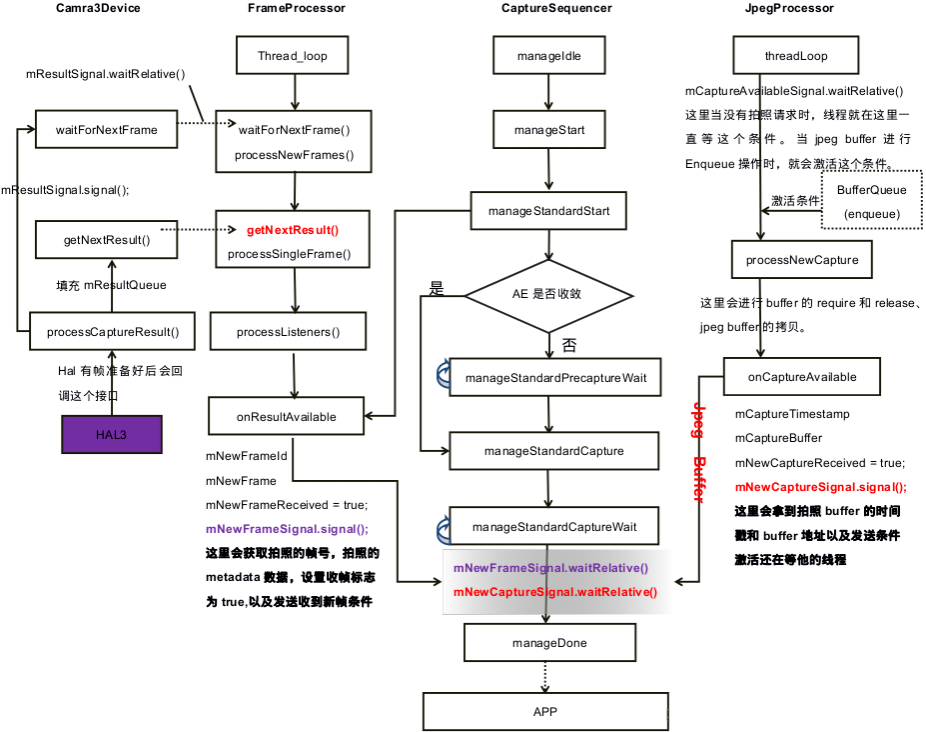 Camra3Device
FrameProcessor
CaptureSequencer
JpegProcessor
mResultSignal.waitRelative()
waitForNextFrame
mResultSignal.signal();
getNextResult()
填充 mResultQueue
processCaptureResult()
Hal 有帧准备好后会回
调这个接口
HAL3
Thread_loop
waitForNextFrame()
processNewFrames()
getNextResult()
processSingleFrame()
processListeners()
onResultAvailable
mNewFrameId
mNewFrame
mNewFrameReceived = true;
mNewFrameSignal.signal();
这里会获取拍照的帧号，拍照的
metadata 数据，设置收帧标志
为 true,以及发送收到新帧条件
manageIdle
manageStart
manageStandardStart
AE 是否收敛
是
否
manageStandardPrecaptureWait
manageStandardCapture
manageStandardCaptureWait
mNewFrameSignal.waitRelative()
mNewCaptureSignal.waitRelative()
manageDone
APP
threadLoop
mCaptureAvailableSignal.waitRelative()
这里当没有拍照请求时，线程就在这里一
直等这个条件。当 jpeg buffer 进行
Enqueue 操作时，就会激活这个条件。
激活条件
BufferQueue
(enqueue)
processNewCapture
这里会进行 buffer 的 require 和 release、
jpeg buffer 的拷贝。
onCaptureAvailable
Jpeg Buffer
mCaptureTimestamp
mCaptureBuffer
mNewCaptureReceived = true;
mNewCaptureSignal.signal();
这里会拿到拍照 buffer 的时间
戳和 buffer 地址以及发送条件
激活还在等他的线程